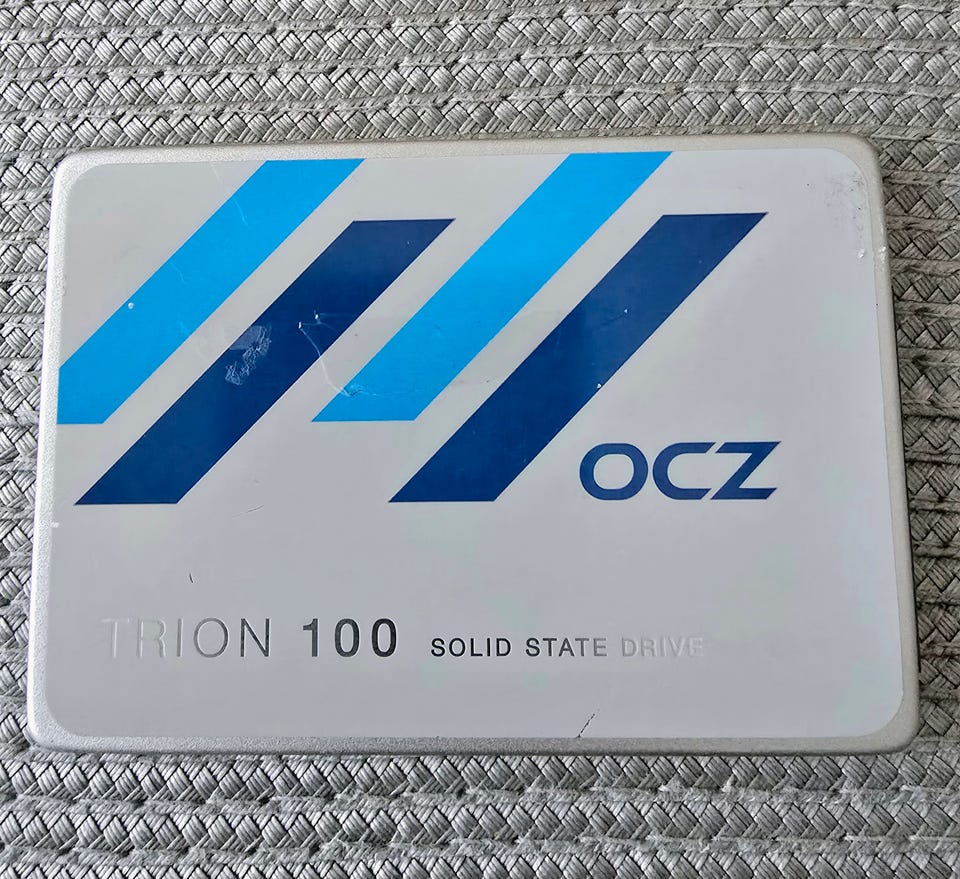 OCZ
TRION 100 SOLID STATE DRIVE